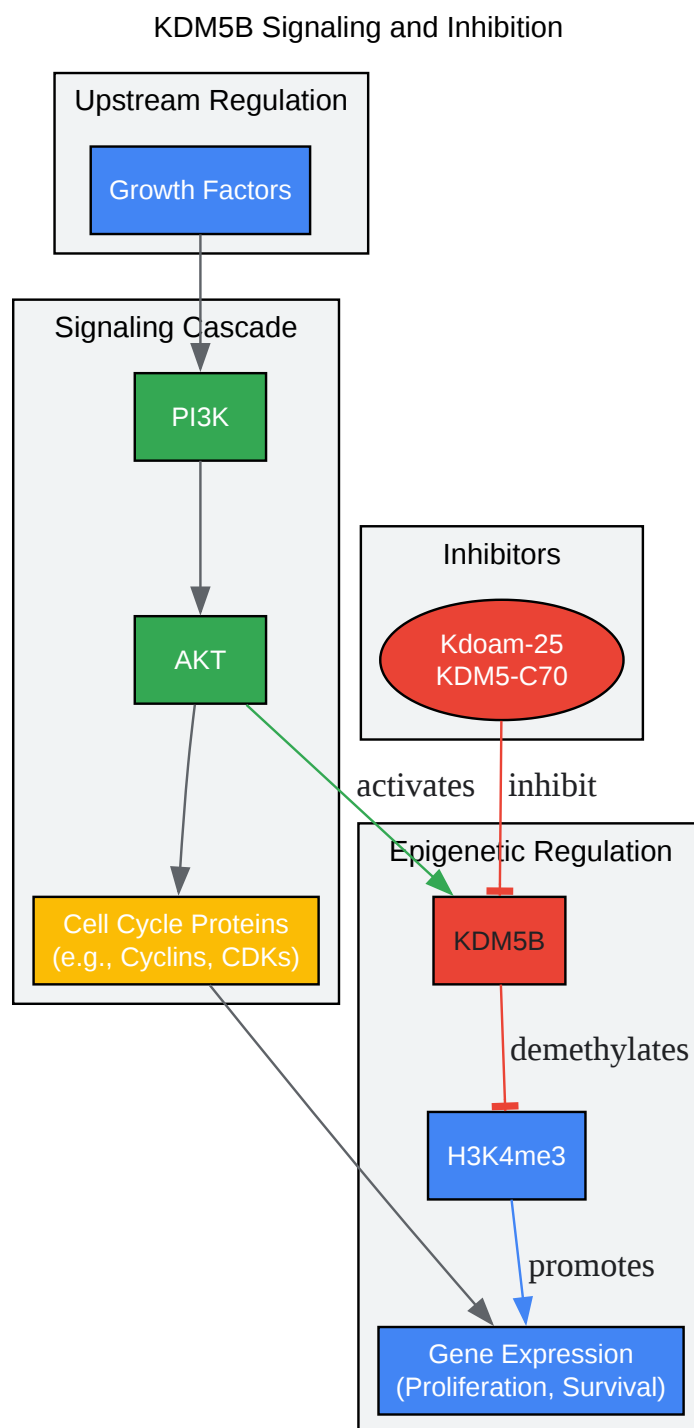 KDM5B Signaling and Inhibition
Upstream Regulation
Growth Factors
Signaling Cascade
PI3K
AKT
Inhibitors
Kdoam-25
KDM5-C70
activates
inhibit
Cell Cycle Proteins
(e.g., Cyclins, CDKs)
Epigenetic Regulation
KDM5B
demethylates
H3K4me3
promotes
Gene Expression
(Proliferation, Survival)